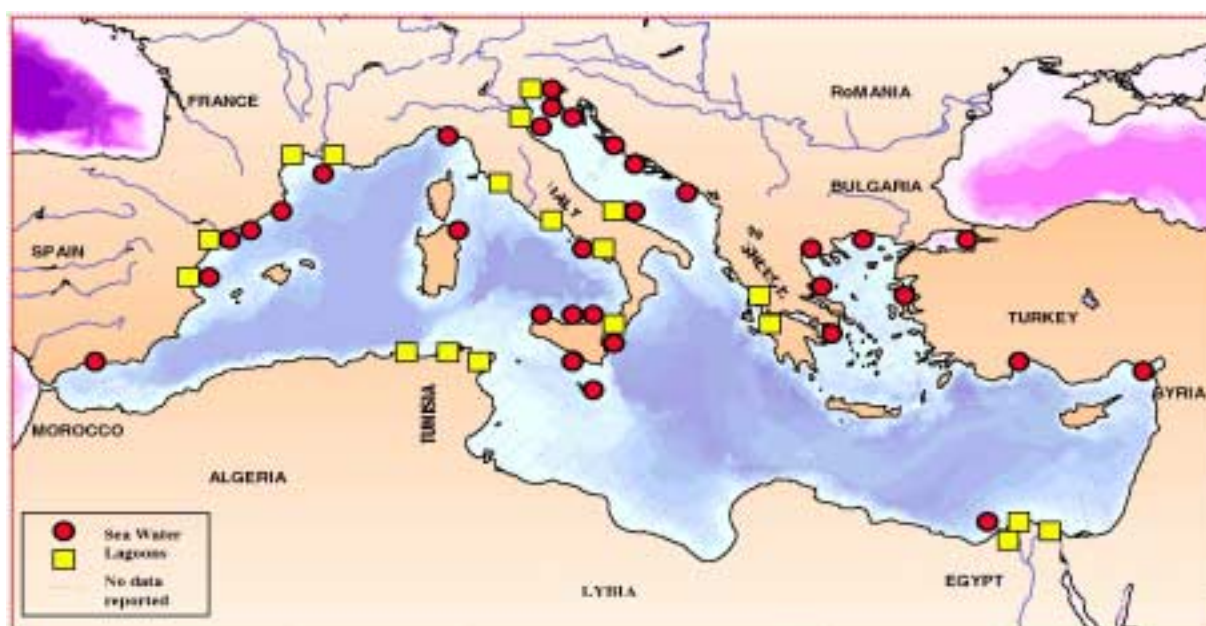 FRANCE
RoMANIA
ITALY
BULGARIA
SPAIN
GREECE
TURKEY
SYRIA
TUNISIA
MOROCCO
ALGERIA
Sea Water
Lagoons
No data
reported
LYBIA
EGYPT